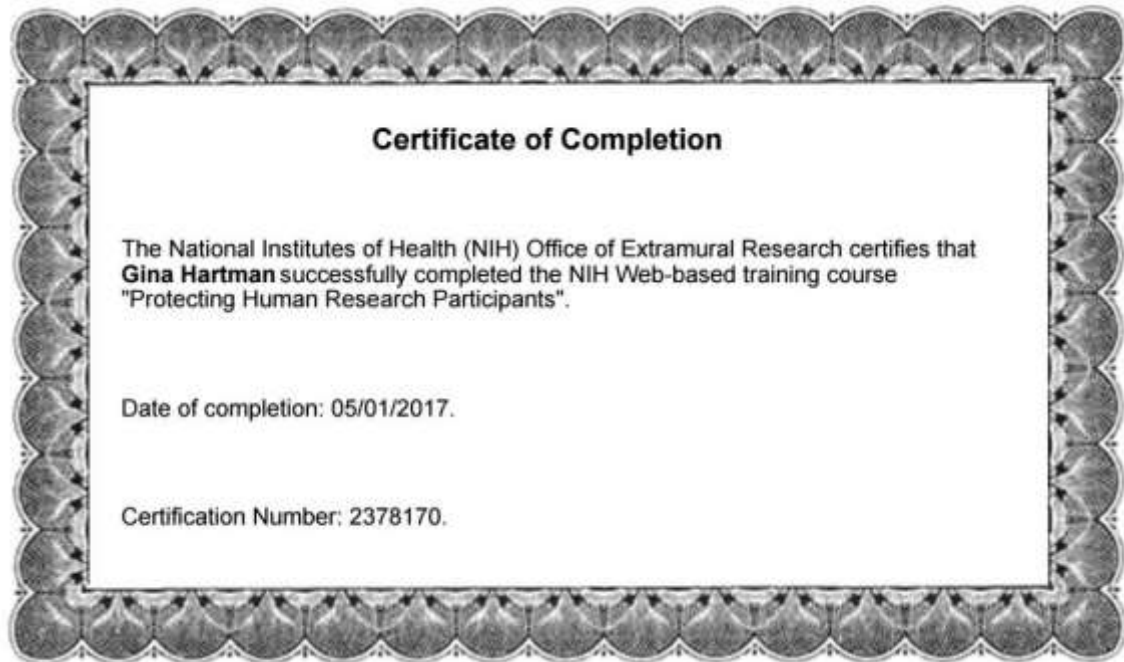 Certificate of Completion
The National Institutes of Health (NIH) Office of Extramural Research certifies that
Gina Hartman successfully completed the NIH Web-based training course
"Protecting Human Research Participants".
Date of completion: 05/01/2017.
Certification Number: 2378170.